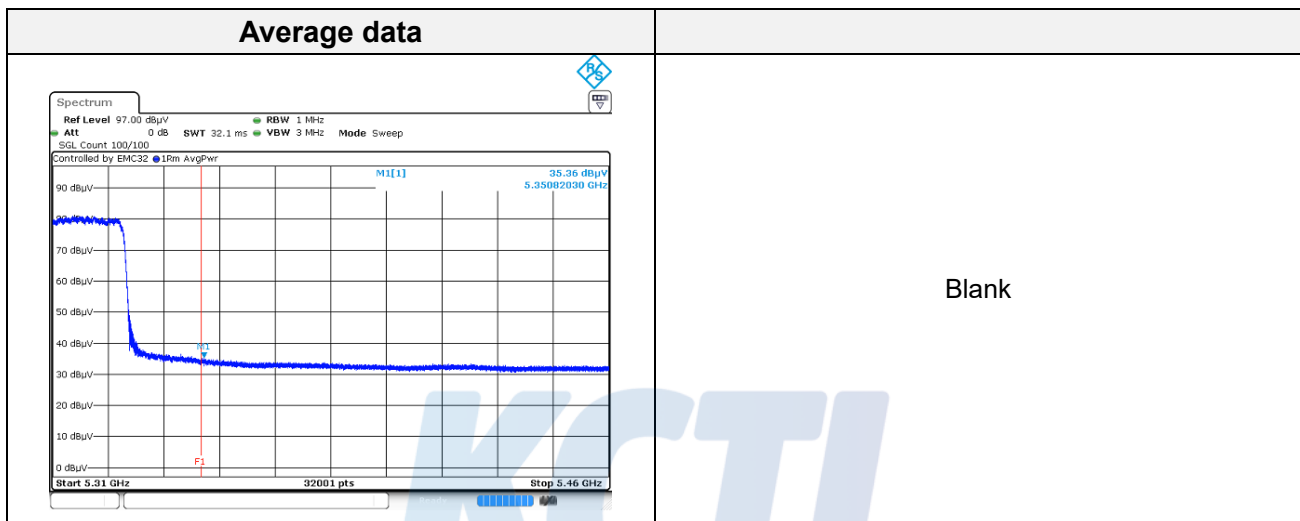 Average data
R&S
Spectrum
Ref Level 97.00 dBµV RBW 1 MHz
Att 0 dB SWT 32.1 ms VBW 3 MHz Mode Sweep
SGL Count 100/100
Controlled by EMC32 1Rm AvgPwr
M1[1] 35.36 dBµV
5.35082030 GHz
90 dBµV
80 dBµV
70 dBµV
60 dBµV
50 dBµV
40 dBµV
M1
30 dBµV
20 dBµV
10 dBµV
0 dBµV
F1
Start 5.31 GHz 32001 pts Stop 5.46 GHz
Blank
KCTL